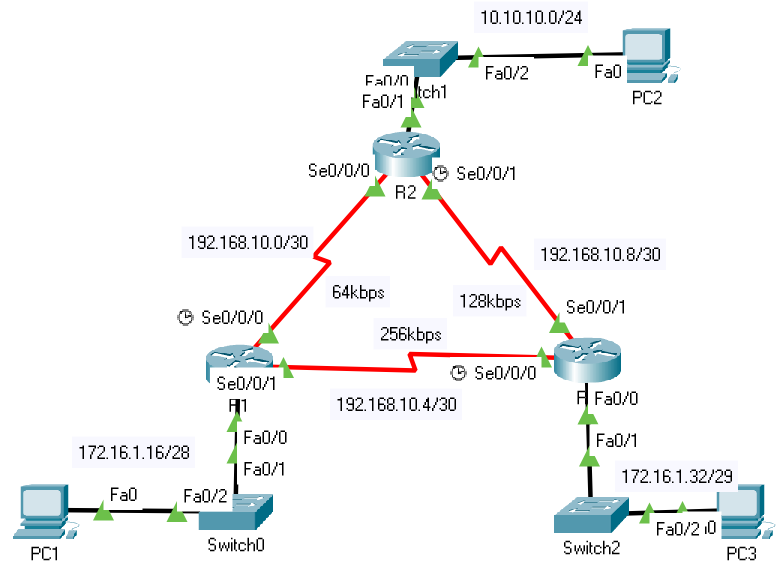 10.10.10.0/24
Fa0/0
Fa0/2
Fa0
Fa0/1
tch1
PC2
Se0/0/0
Se0/0/1
R2
192.168.10.0/30
192.168.10.8/30
64kbps
128kbps
Se0/0/1
Se0/0/0
256kbps
Se0/0/0
Se0/0/1
192.168.10.4/30
Fa0/0
Fa0/0
Fa0/1
Fa0/1
172.16.1.16/28
172.16.1.32/29
Fa0
Fa0/2
Fa0/2
Switch0
Switch2
PC1
PC3